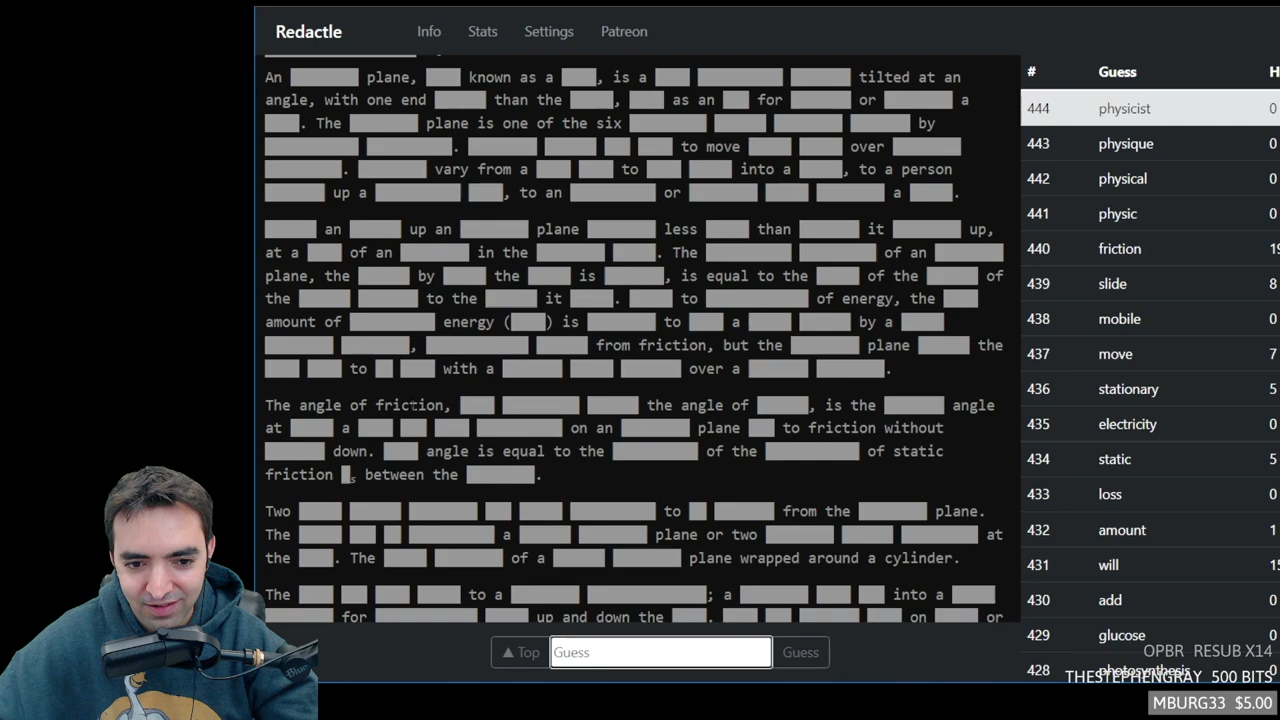 Redactle Info Stats Settings Patreon
An plane, known as a , is a tilted at an
angle, with one end than the , as an for or a
. The plane is one of the six by
. to move over
. vary from a to into a , to a person
up a , to an or a .
an up an plane less than it up,
at a of an in the . The of an
plane, the by the is , is equal to the of the of
the to the it . to of energy, the
amount of energy ( ) is to a by a
, from friction, but the plane the
to with a over a .
The angle of friction, the angle of , is the angle
at a on an plane to friction without
down. angle is equal to the of the of static
friction s between the .
Two to from the plane.
The a plane or two at
the . The of a plane wrapped around a cylinder.
The to a ; a into a
for up and down the . on or
▲ Top Guess Guess
# Guess H
444 physicist 0
443 physique 0
442 physical 0
441 physic 0
440 friction 19
439 slide 8
438 mobile 0
437 move 7
436 stationary 5
435 electricity 0
434 static 5
433 loss 0
432 amount 1
431 will 15
430 add 0
429 glucose 0
428 photosynthesis 0
OPBR RESUB X14
THESTEPHENGRAY 500 BITS
MBURG33 $5.00
Blue